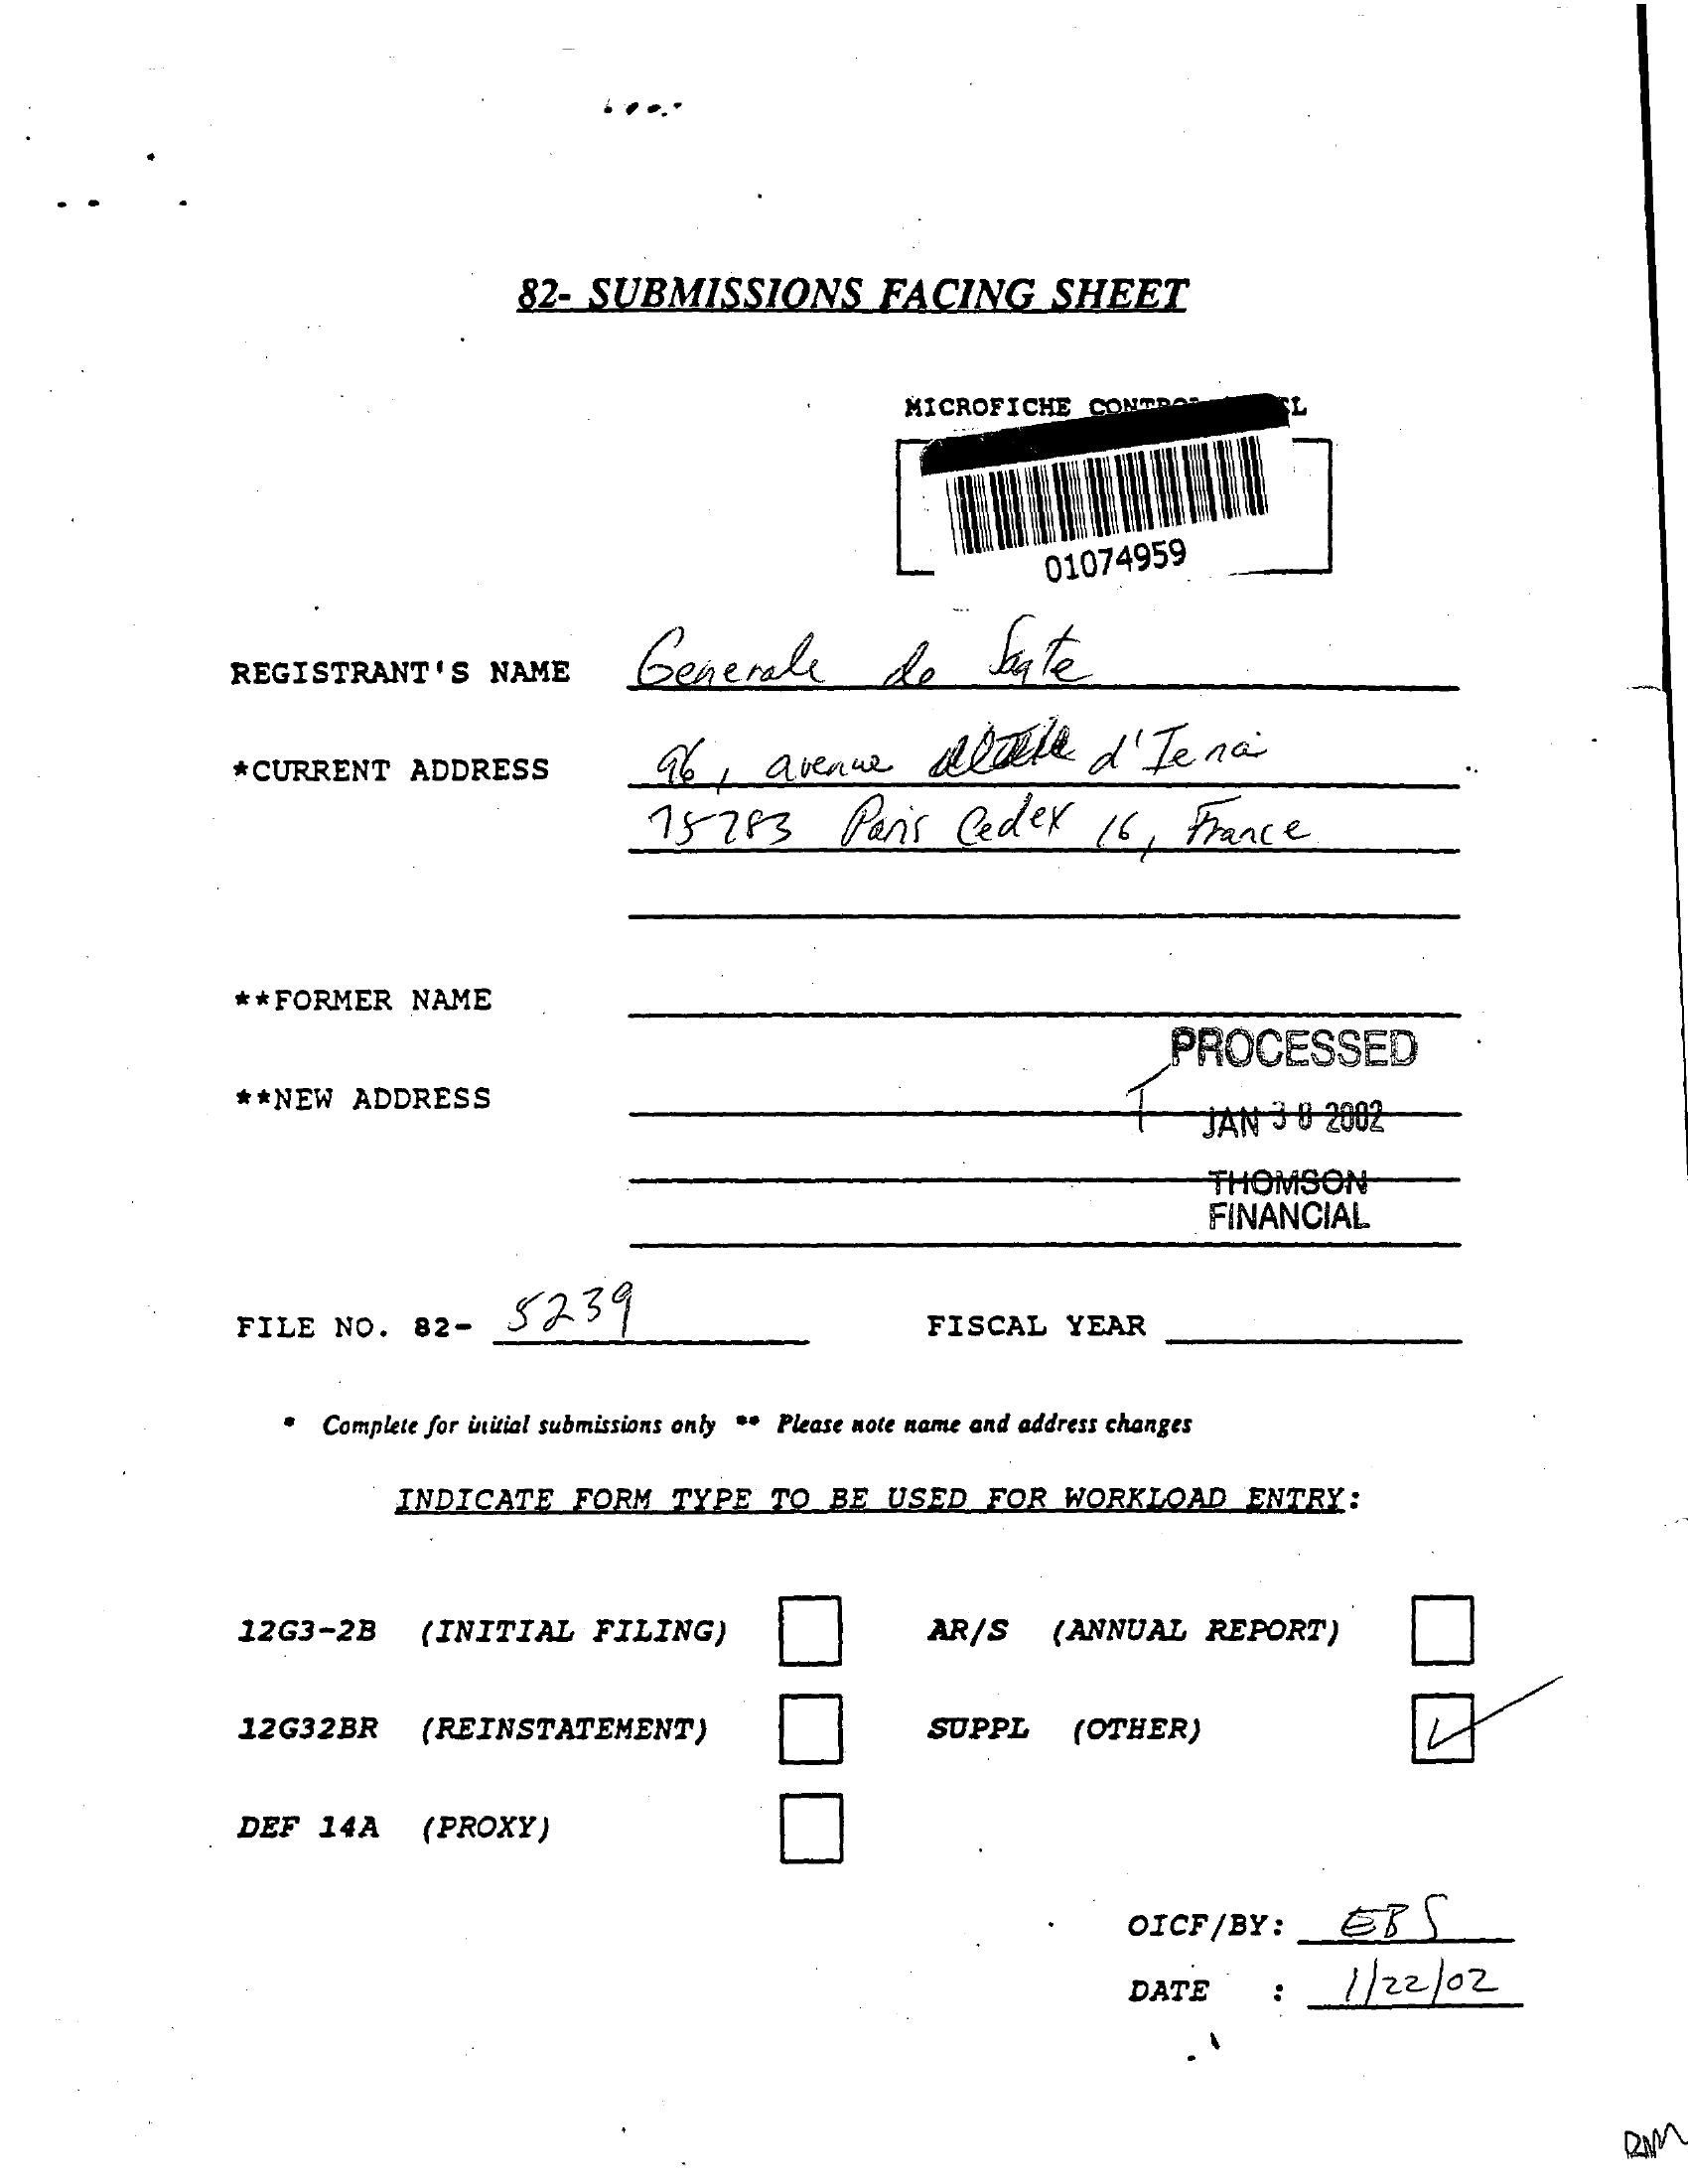 82- SUBMISSIONS FACING SHEET
MICROFICHE
01074959
REGISTRANT'S NAME Generale de Sante
*CURRENT ADDRESS 96, avenue d'Iena
75783 Paris Cedex 16, France
**FORMER NAME
PROCESSED
**NEW ADDRESS
JAN 30 2002
THOMSON
FINANCIAL
FILE NO. 82- 5239 FISCAL YEAR
* Complete for initial submissions only ** Please note name and address changes
INDICATE FORM TYPE TO BE USED FOR WORKLOAD ENTRY:
12G3-2B (INITIAL FILING) AR/S (ANNUAL REPORT)
12G32BR (REINSTATEMENT) SUPPL (OTHER)
DEF 14A (PROXY)
OICF/BY: EBS
DATE : 1/22/02